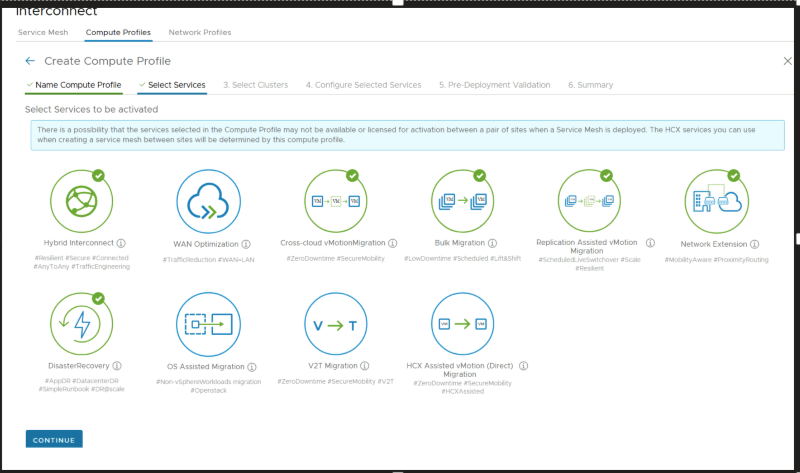 Interconnect
Service Mesh Compute Profiles Network Profiles
Create Compute Profile
Name Compute Profile Select Services 3. Select Clusters 4. Configure Selected Services 5. Pre-Deployment Validation 6. Summary
Select Services to be activated
There is a possibility that the services selected in the Compute Profile may not be available or licensed for activation between a pair of sites when a Service Mesh is deployed. The HCX services you can use
when creating a service mesh between sites will be determined by this compute profile.
VM VM VM
VM VM
Hybrid Interconnect
#Resilient #Secure #Connected
#AnyToAny #TrafficEngineering
WAN Optimization
#TrafficReduction #WAN=LAN
Cross-cloud vMotionMigration
#ZeroDowntime #SecureMobility
Bulk Migration
#LowDowntime #Scheduled #Lift&Shift
Replication Assisted vMotion
Migration
#ScheduledLiveSwitchover #Scale
#Resilient
Network Extension
#MobilityAware #ProximityRouting
V T
VM VM
DisasterRecovery
#AppDR #DatacenterDR
#SimpleRunbook #DR@scale
OS Assisted Migration
#Non-vSphereWorkloads migration
#Openstack
V2T Migration
#ZeroDowntime #SecureMobility #V2T
HCX Assisted vMotion (Direct)
Migration
#ZeroDowntime #SecureMobility
#HCXAssisted
CONTINUE